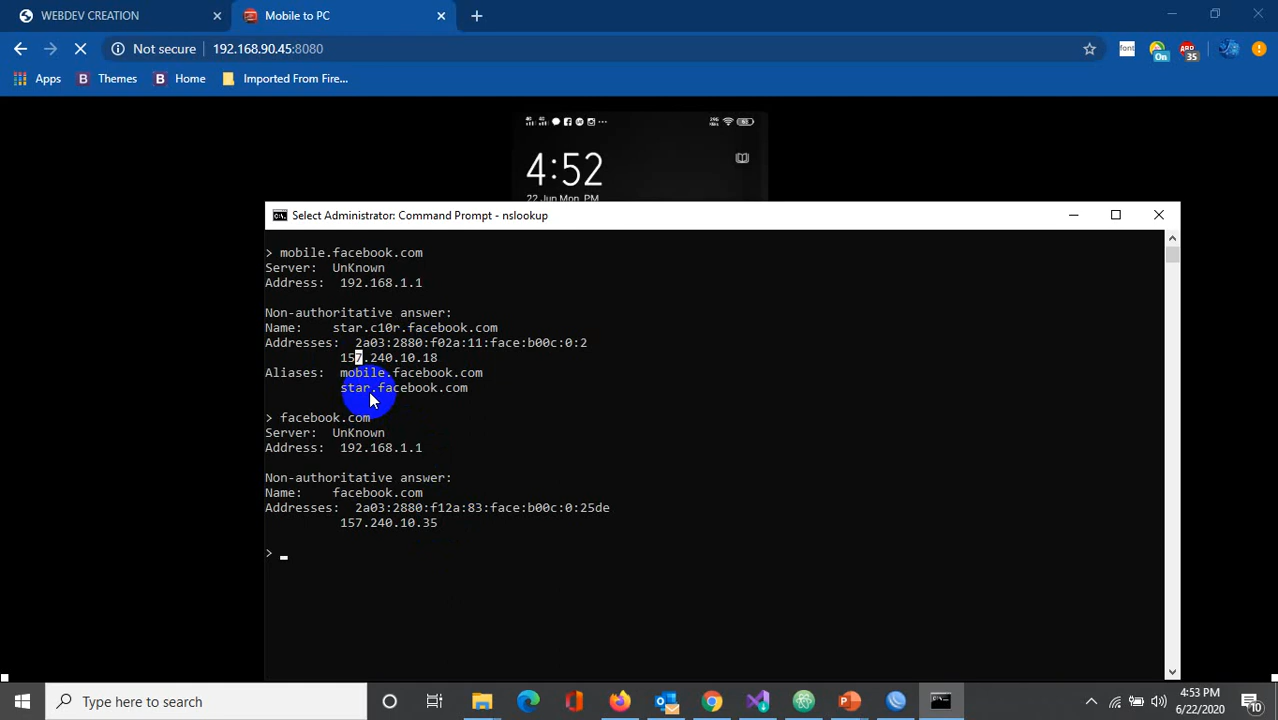 WEBDEV CREATION
Mobile to PC
Not secure
192.168.90.45:8080
font
On
ABP
35
Apps
Themes
Home
Imported From Fire...
4:52
22 Jun Mon, PM
Select Administrator: Command Prompt - nslookup
> mobile.facebook.com
Server: UnKnown
Address: 192.168.1.1
Non-authoritative answer:
Name: star.c10r.facebook.com
Addresses: 2a03:2880:f02a:11:face:b00c:0:2
157.240.10.18
Aliases: mobile.facebook.com
star.facebook.com
> facebook.com
Server: UnKnown
Address: 192.168.1.1
Non-authoritative answer:
Name: facebook.com
Addresses: 2a03:2880:f12a:83:face:b00c:0:25de
157.240.10.35
>
Type here to search
4:53 PM
6/22/2020
10